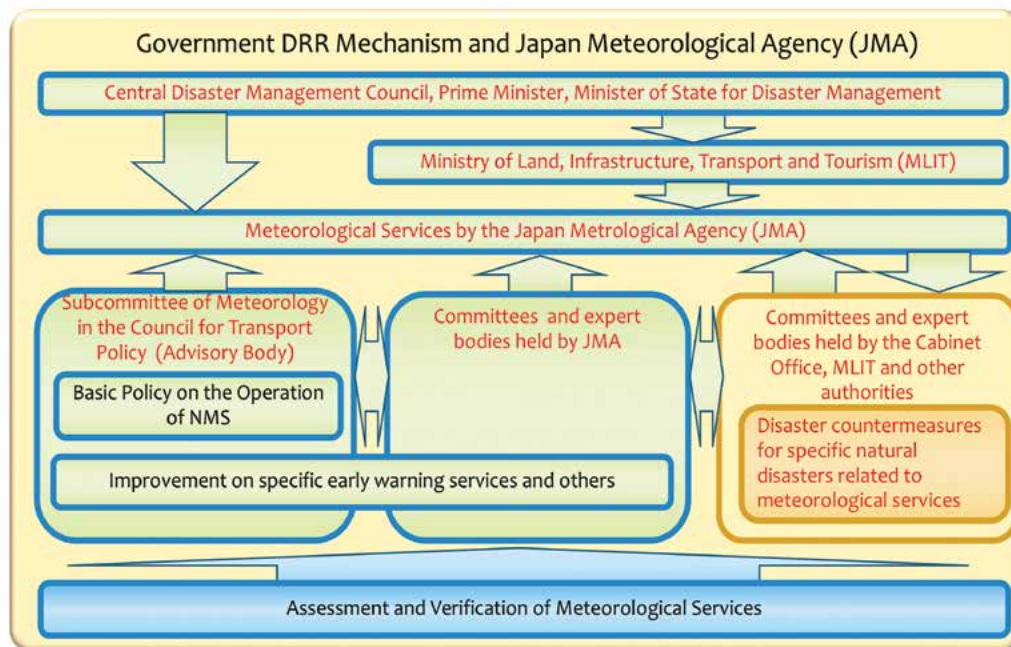 Government DRR Mechanism and Japan Meteorological Agency (JMA)
Central Disaster Management Council, Prime Minister, Minister of State for Disaster Management
Ministry of Land, Infrastructure, Transport and Tourism (MLIT)
Meteorological Services by the Japan Metrological Agency (JMA)
Subcommittee of Meteorology
in the Council for Transport
Policy (Advisory Body)
Basic Policy on the Operation
of NMS
Committees and expert
bodies held by JMA
Improvement on specific early warning services and others
Committees and expert
bodies held by the Cabinet
Office, MLIT and other
authorities
Disaster countermeasures
for specific natural
disasters related to
meteorological services
Assessment and Verification of Meteorological Services